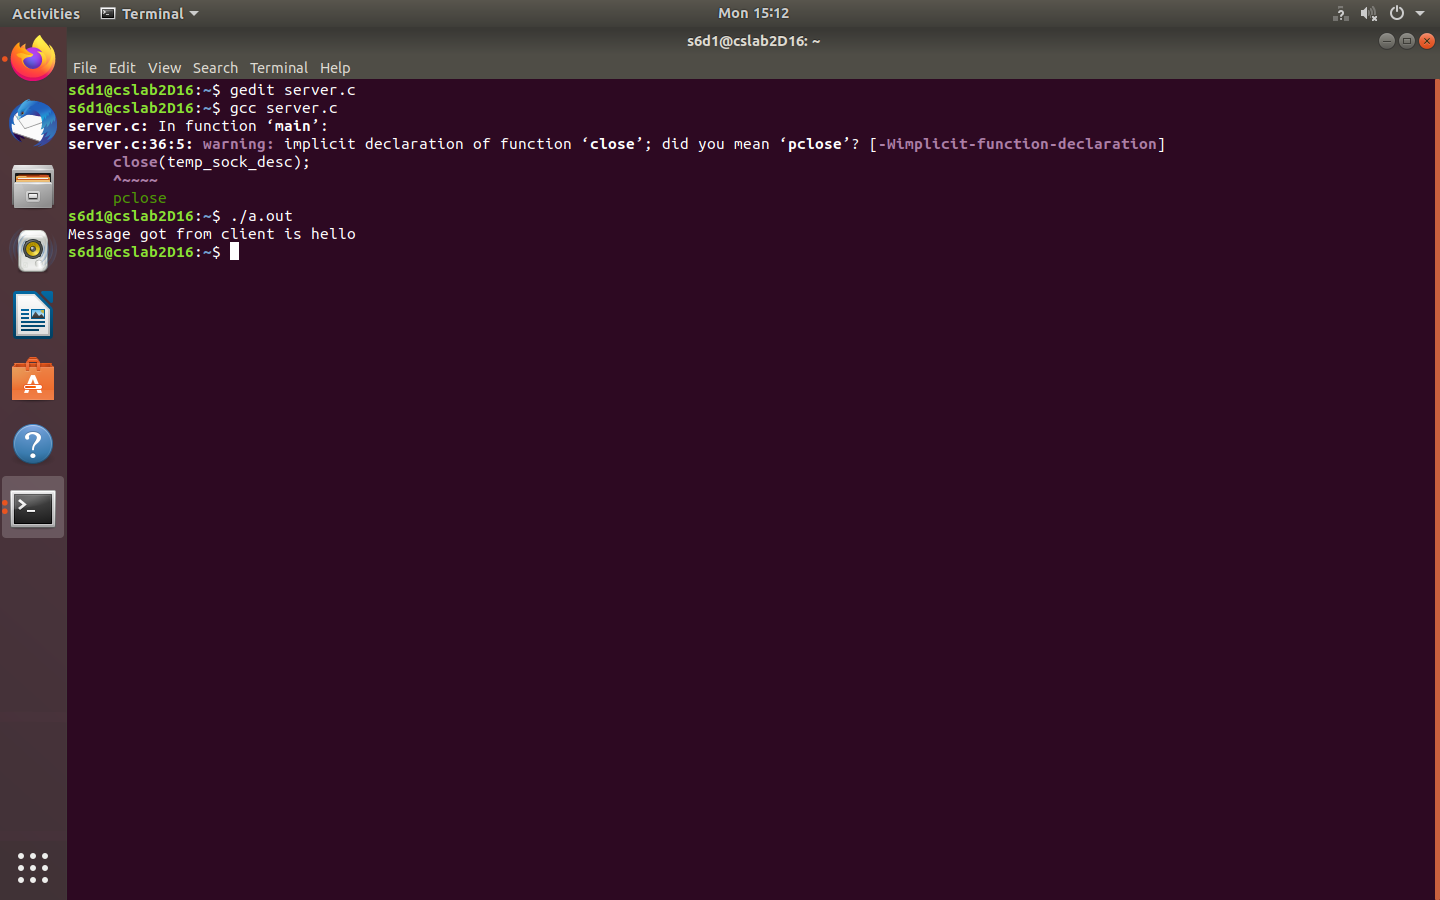 Activities Terminal Mon 15:12
s6d1@cslab2D16: ~
File Edit View Search Terminal Help
s6d1@cslab2D16:~$ gedit server.c
s6d1@cslab2D16:~$ gcc server.c
server.c: In function ‘main’:
server.c:36:5: warning: implicit declaration of function ‘close’; did you mean ‘pclose’? [-Wimplicit-function-declaration]
close(temp_sock_desc);
^~~~~
pclose
s6d1@cslab2D16:~$ ./a.out
Message got from client is hello
s6d1@cslab2D16:~$